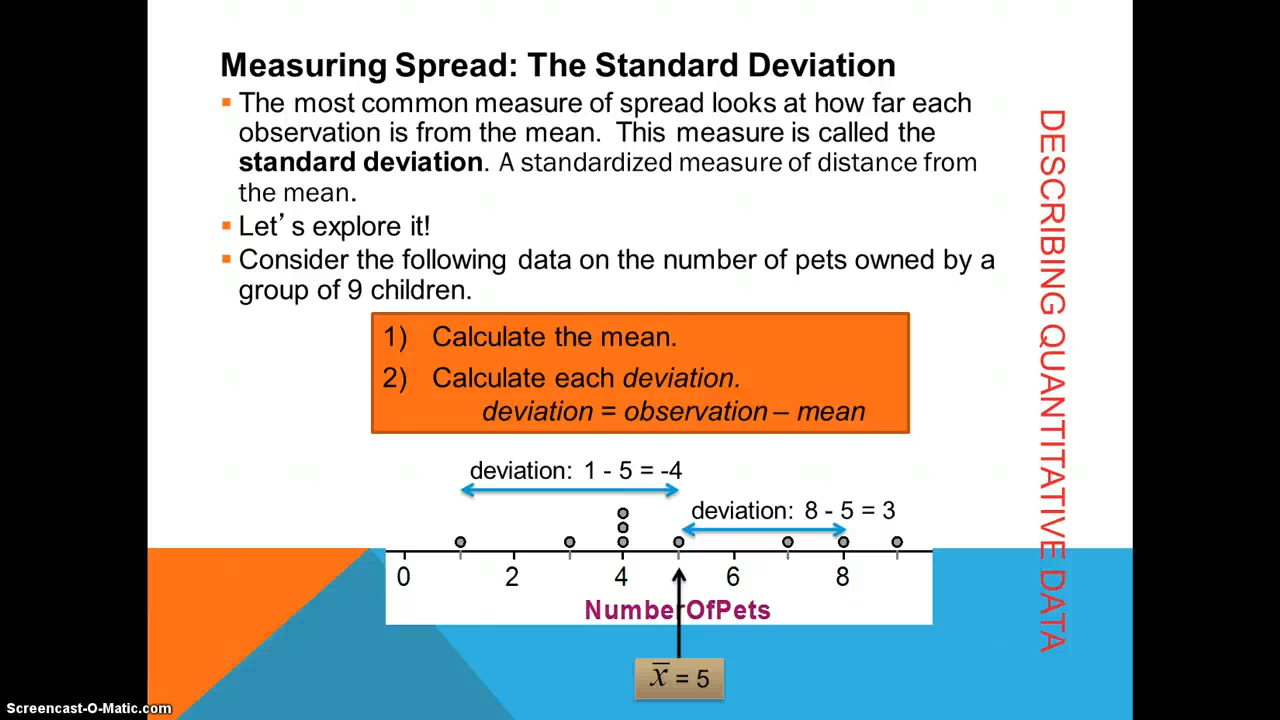 Measuring Spread: The Standard Deviation
The most common measure of spread looks at how far each
observation is from the mean. This measure is called the
standard deviation. A standardized measure of distance from
the mean.
Let's explore it!
Consider the following data on the number of pets owned by a
group of 9 children.
1) Calculate the mean.
2) Calculate each deviation.
deviation = observation – mean
deviation: 1 - 5 = -4
deviation: 8 - 5 = 3
0 2 4 6 8
NumberOfPets
x̅ = 5
DESCRIBING QUANTITATIVE DATA
Screencast-O-Matic.com